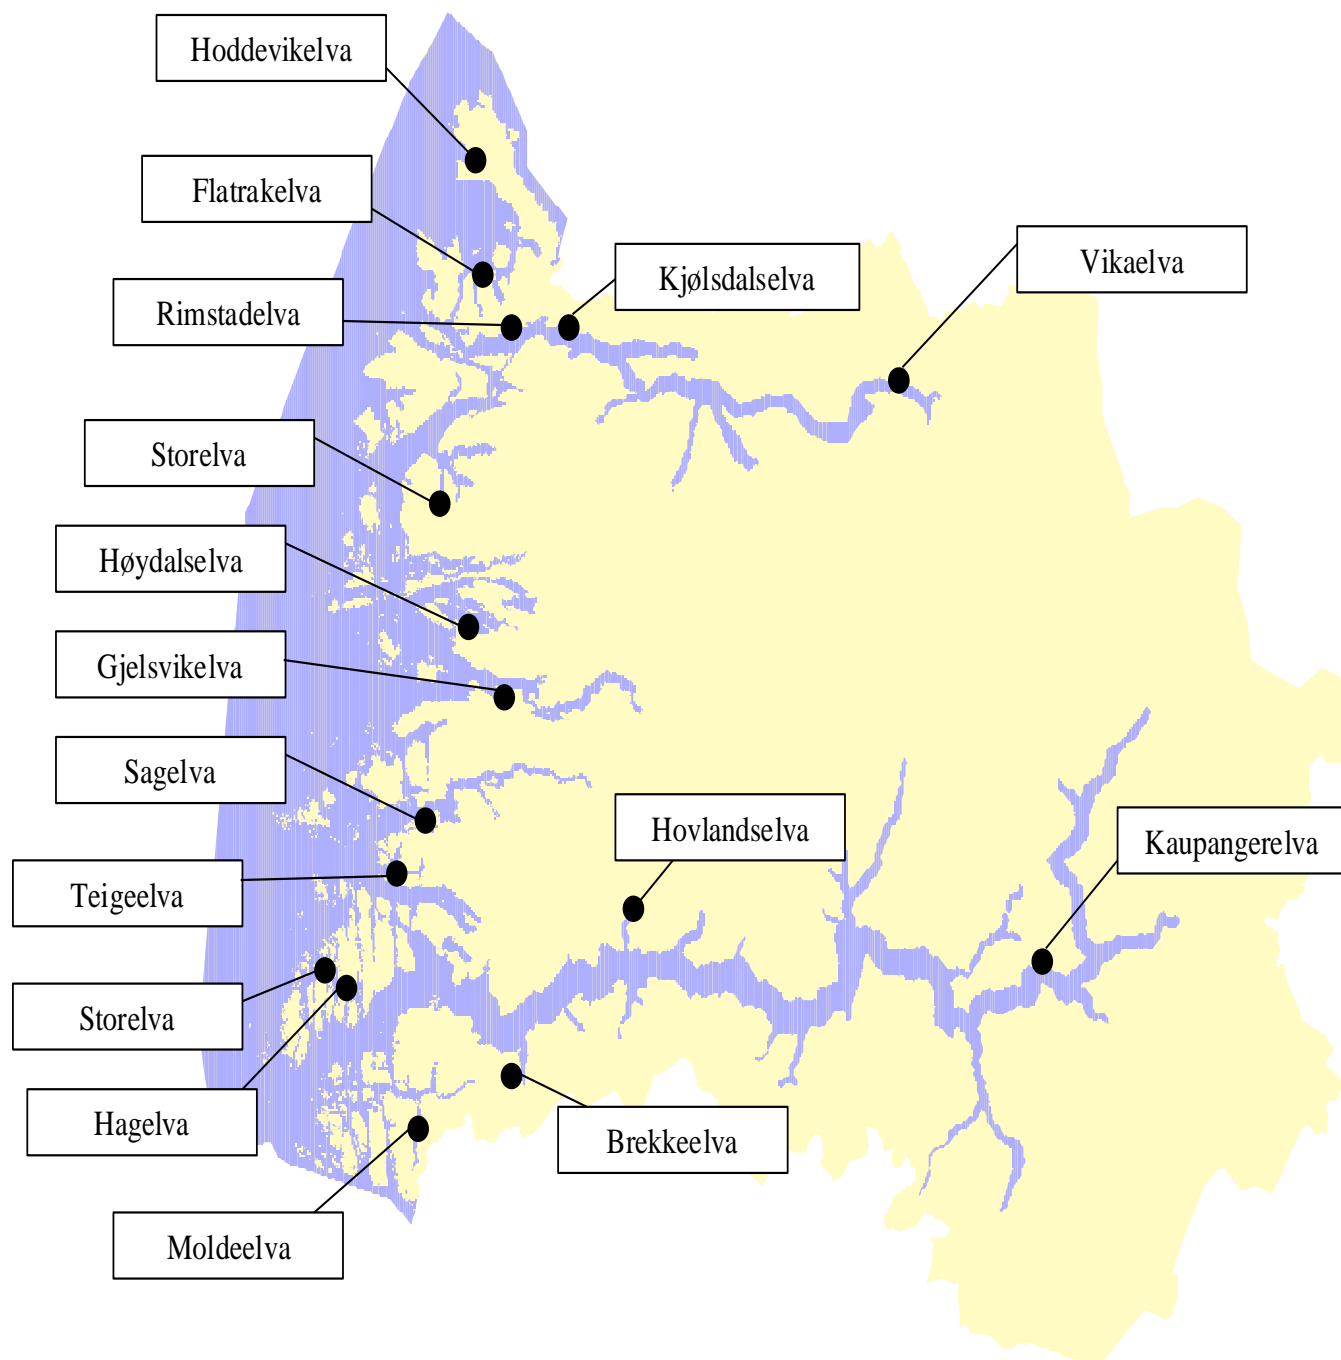 Hoddevikelva
Flatrakelva
Vikaelva
Kjølsdalselva
Rimstadelva
Storelva
Høydalselva
Gjelsvikelva
Sagelva
Hovlandselva
Kaupangerelva
Teigeelva
Storelva
Hagelva
Brekkeelva
Moldeelva